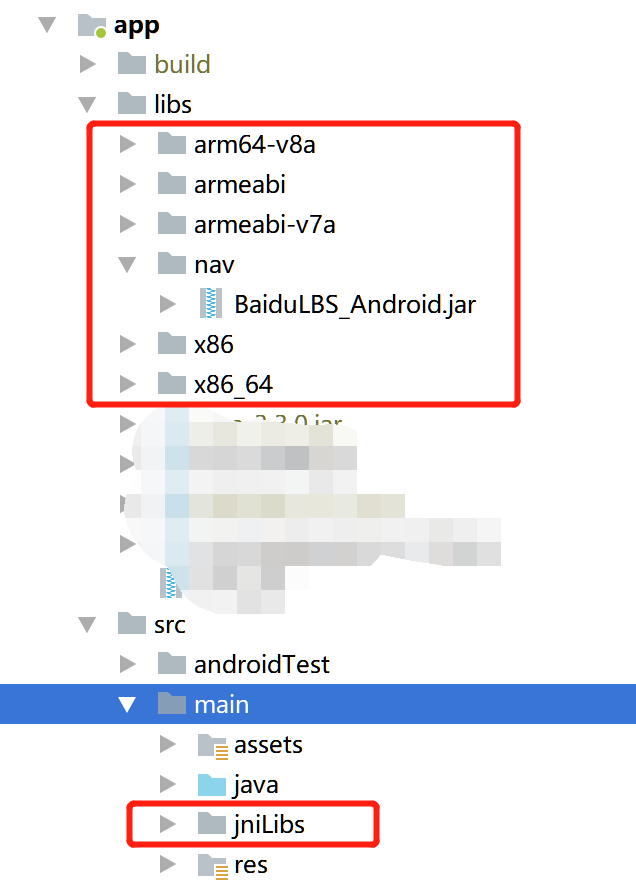 app
build
libs
arm64-v8a
armeabi
armeabi-v7a
nav
BaiduLBS_Android.jar
x86
x86_64
src
androidTest
main
assets
java
jniLibs
res